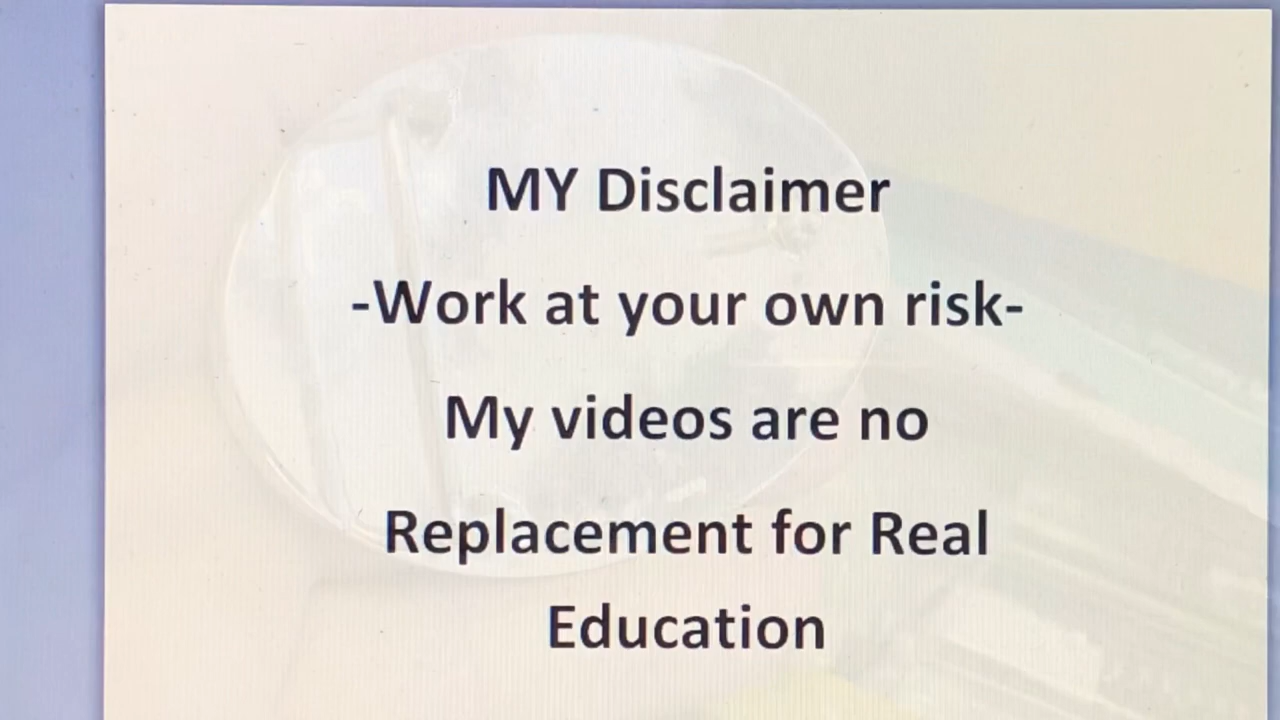 MY Disclaimer
-Work at your own risk-
My videos are no
Replacement for Real
Education